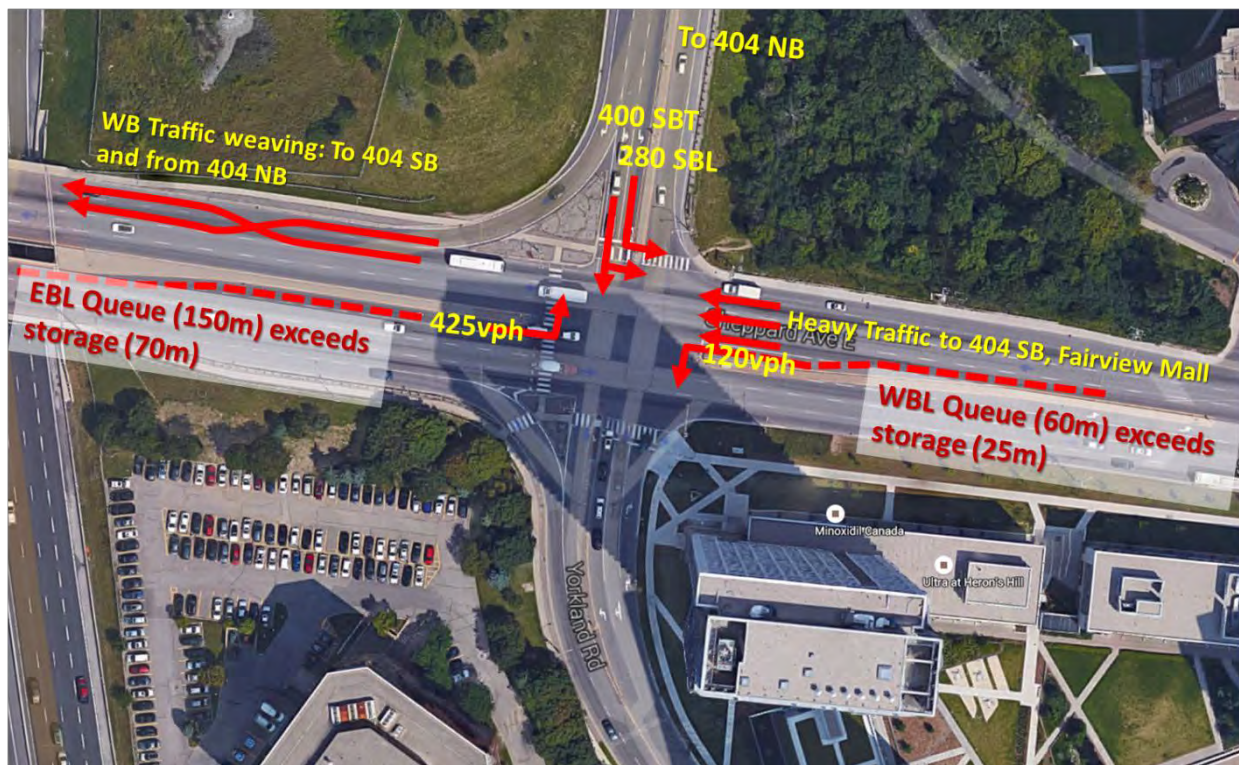 To 404 NB
400 SBT
280 SBL
WB Traffic weaving: To 404 SB
and from 404 NB
EBL Queue (150m) exceeds
storage (70m)
425vph
Heavy Traffic to 404 SB, Fairview Mall
Sheppard Ave E
120vph
WBL Queue (60m) exceeds
storage (25m)
Minoxidil Canada
Ultra at Heron's Hill
Yorkland Rd